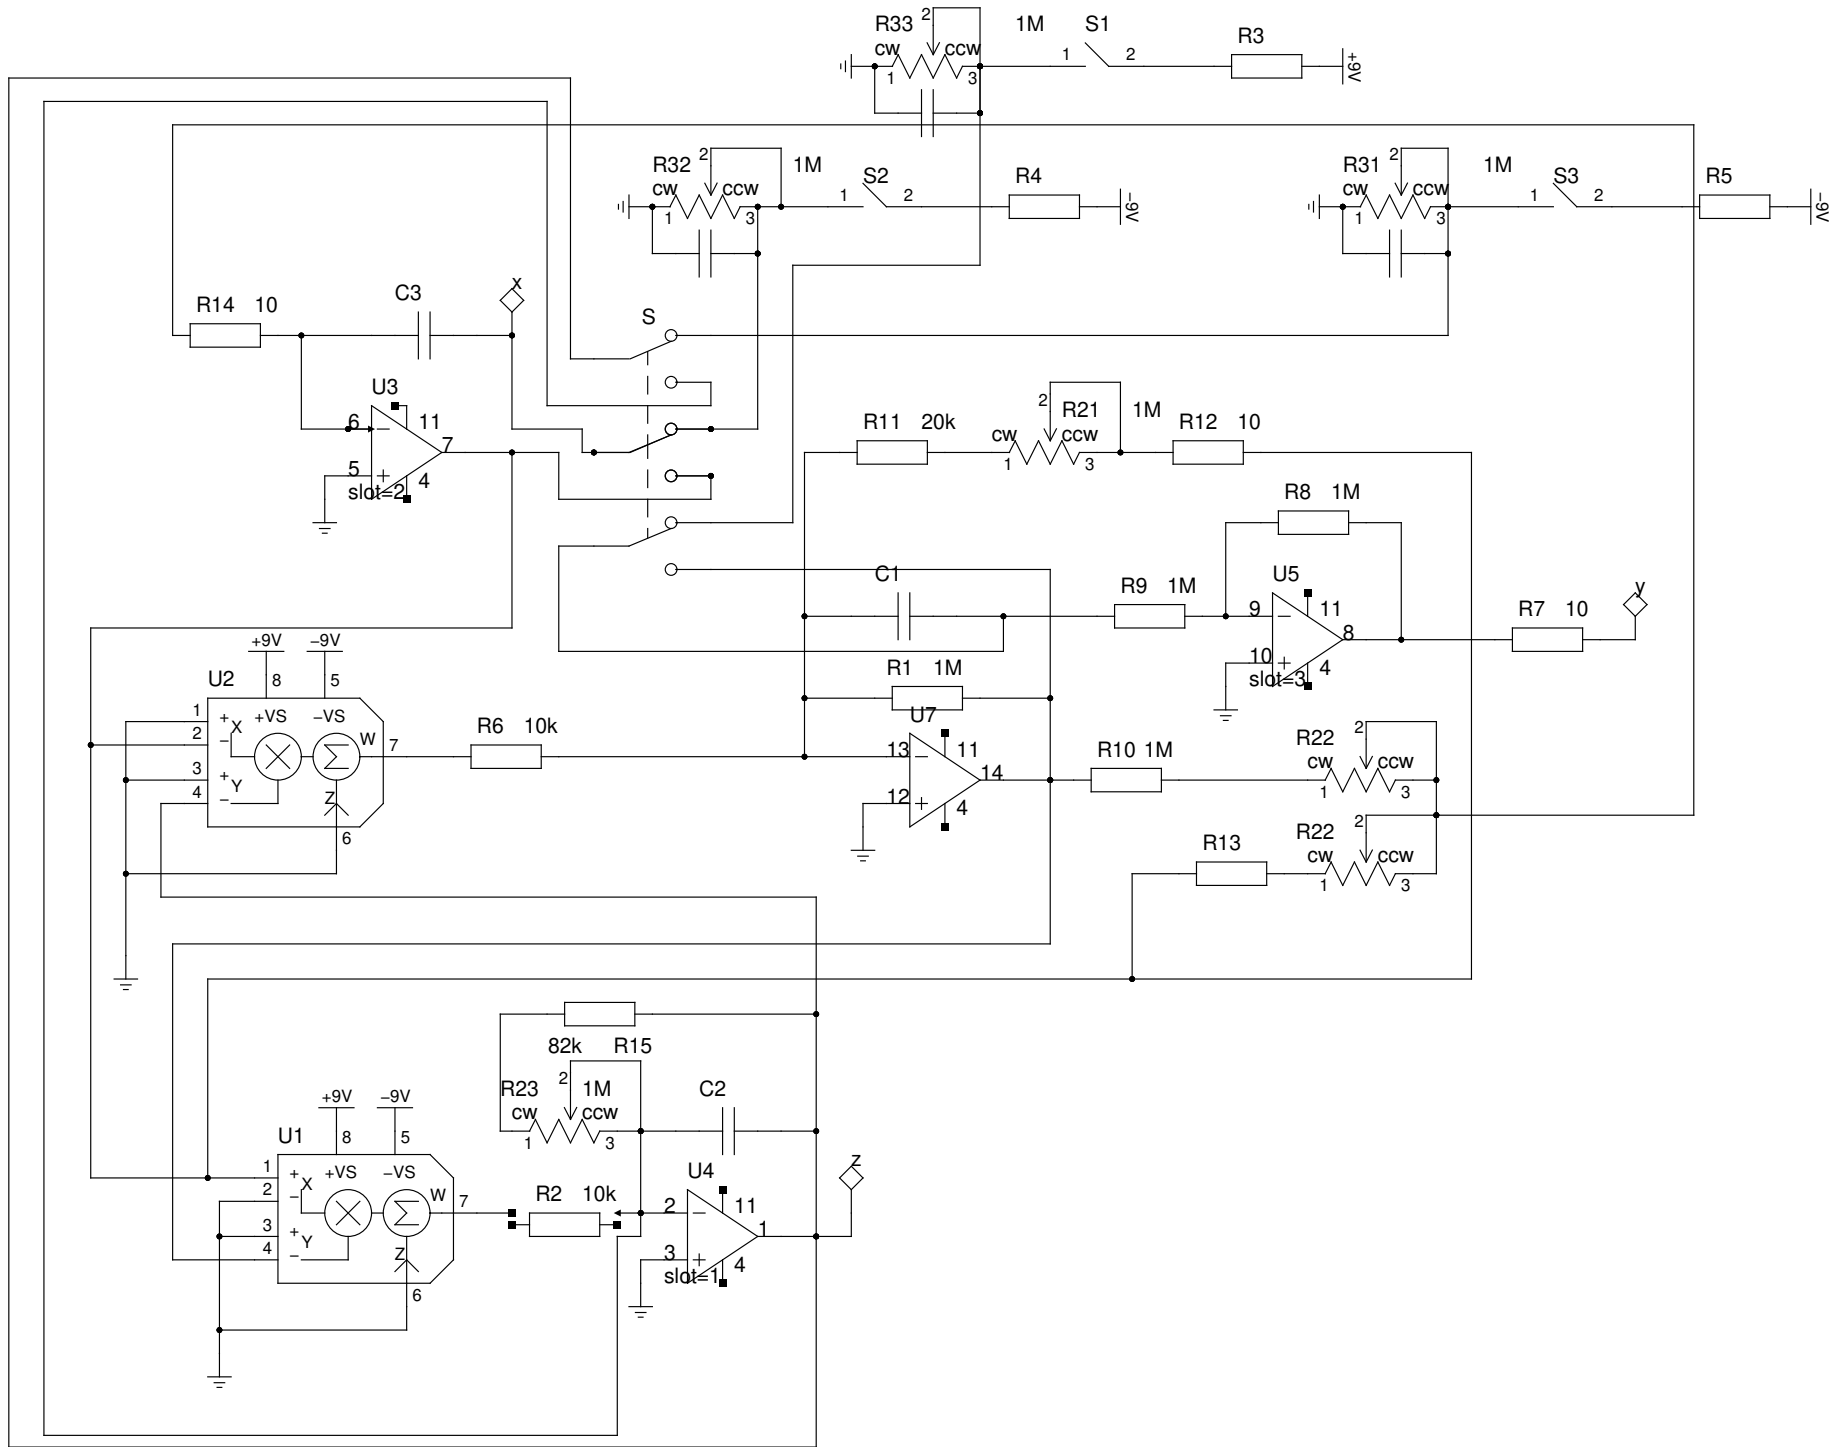 R33 2 1M S1 R3
CW CCW 1 2 +9V
1 3
R32 2 1M S2 R4 R31 2 1M S3 R5
CW CCW 1 2 −9V CW CCW 1 2 −9V
1 3 1 3
R14 10 C3 x S
U3
6 − 11 7
5 + 4
slot=2
R11 20k 2 R21 1M R12 10
CW CCW
1 3
R8 1M
C1 R9 1M U5 y
9 − 11 8 R7 10
10 + 4
slot=3
+9V −9V
U2 8 5 R1 1M
1 + X +VS −VS W 7 R6 10k U7
2 − 13 − 11 14 R10 1M R22 2
3 + Y Σ CW CCW
4 − Z 12 + 4 1 3
6 R13 R22 2
CW CCW
1 3
82k R15
R23 2 1M C2
CW CCW
1 3
+9V −9V
U1 8 5 U4 z
1 + X +VS −VS W 7 R2 10k 2 − 11 1
2 −
3 + Y Σ 3 + 4
4 − Z slot=1
6